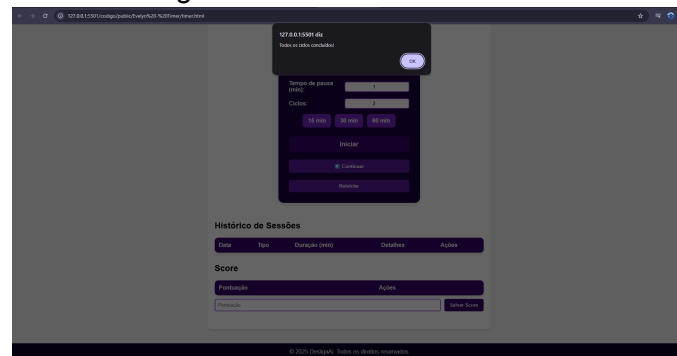 127.0.0.1:5501/codigo/public/Evelyn%20-%20Timer/timer.html
127.0.0.1:5501 diz
Todos os ciclos concluídos!
OK
Tempo de pausa
(min):
1
Ciclos:
2
15 min 30 min 60 min
Iniciar
Continuar
Reiniciar
Histórico de Sessões
Data Tipo Duração (min) Detalhes Ações
Score
Pontuação Ações
Pontuação Salvar Score
© 2025 DesligaAí. Todos os direitos reservados.